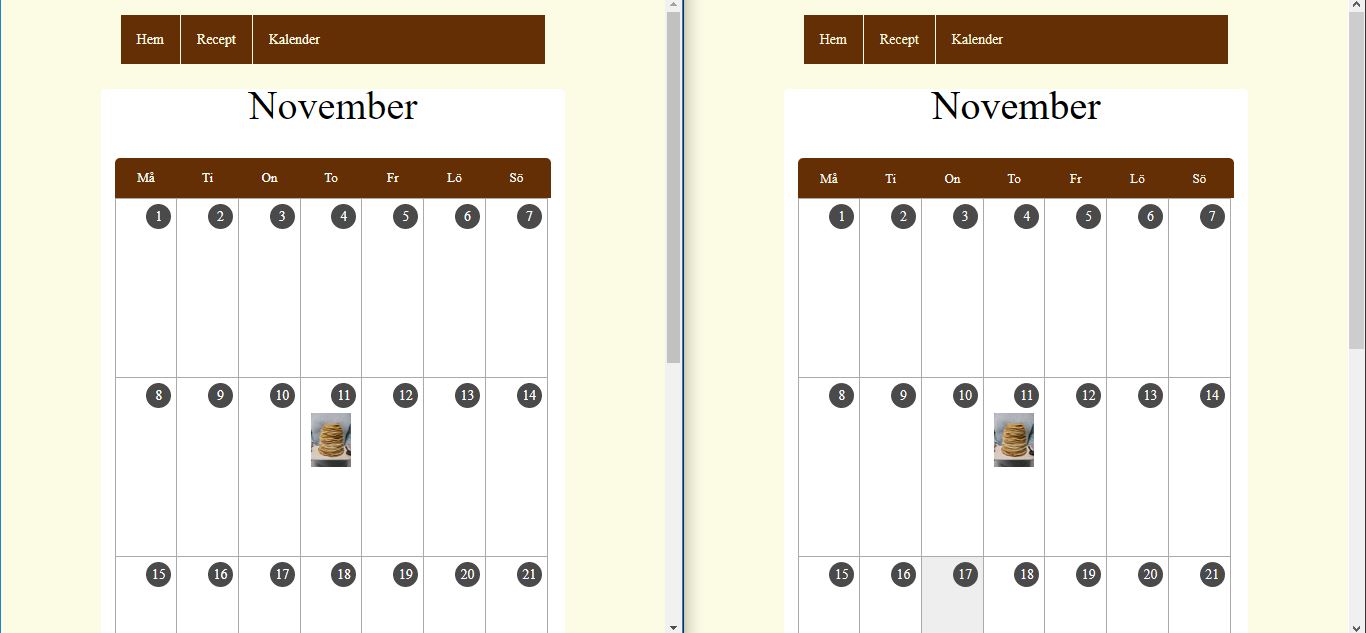 Hem Recept Kalender
November
Må Ti On To Fr Lö Sö
1 2 3 4 5 6 7
8 9 10 11 12 13 14
15 16 17 18 19 20 21
Hem Recept Kalender
November
Må Ti On To Fr Lö Sö
1 2 3 4 5 6 7
8 9 10 11 12 13 14
15 16 17 18 19 20 21